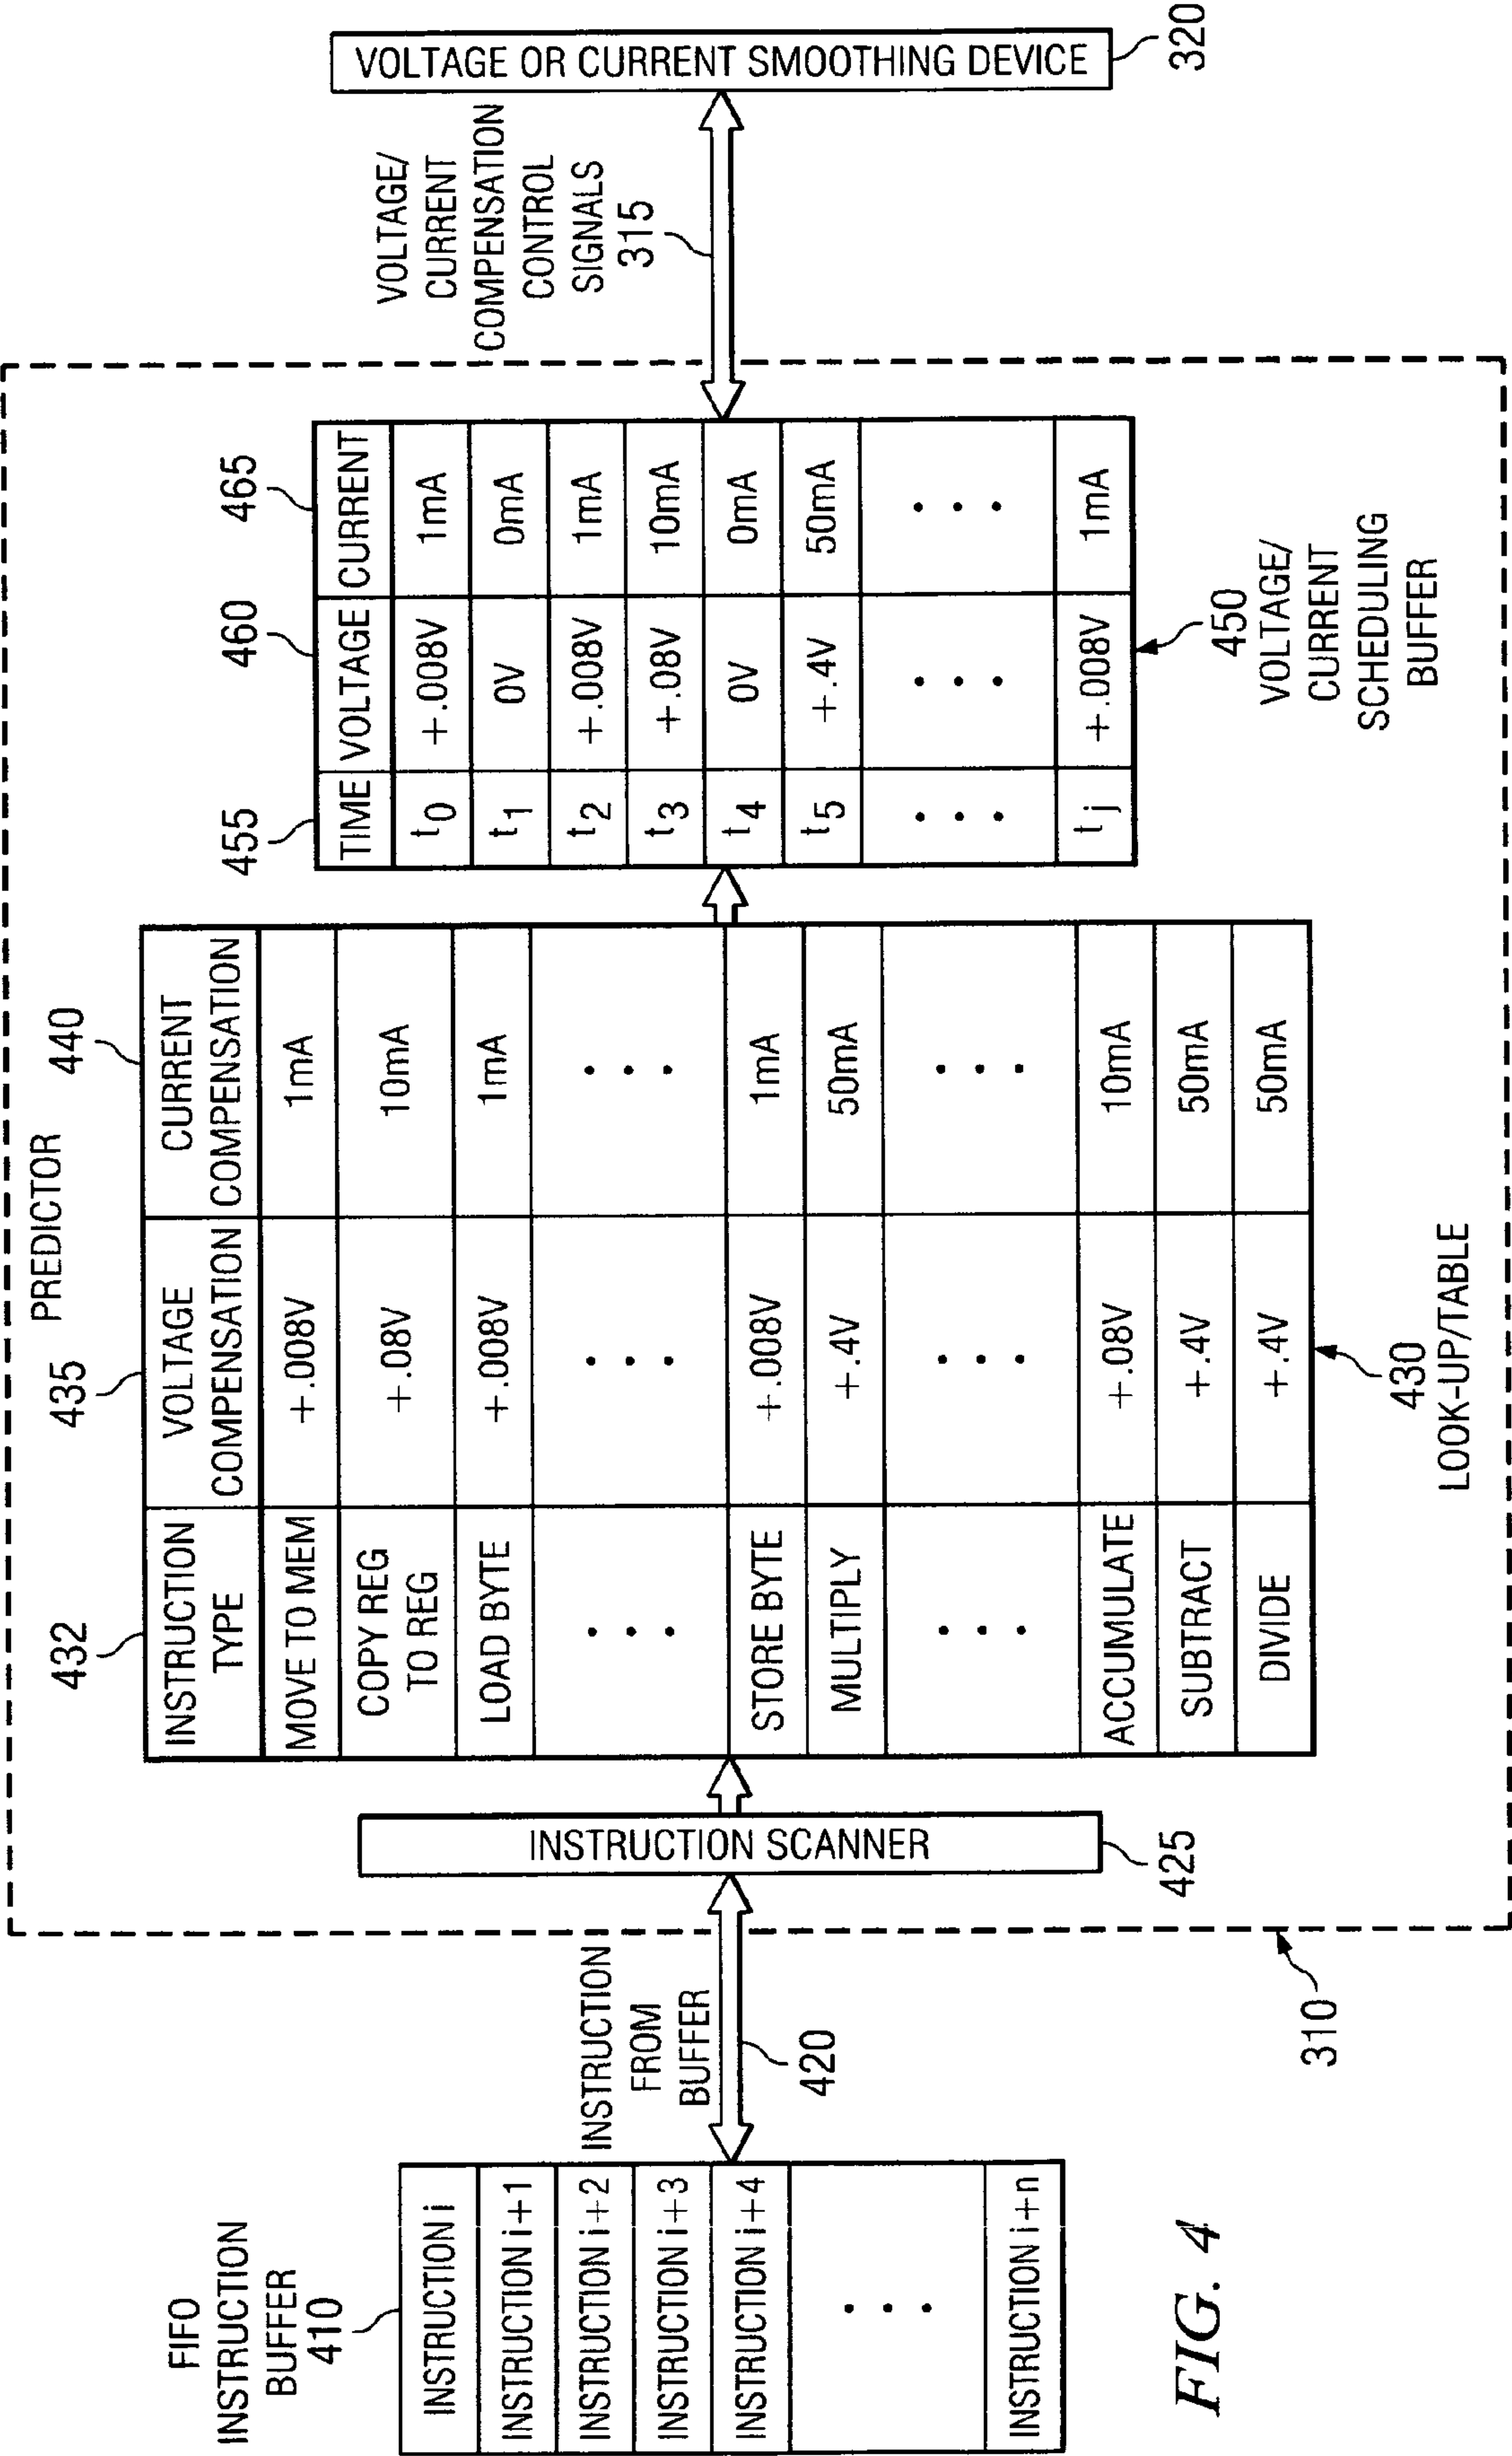 FIFO
INSTRUCTION
BUFFER
410
INSTRUCTION i
INSTRUCTION i+1
INSTRUCTION i+2
INSTRUCTION i+3
INSTRUCTION i+4
• • •
INSTRUCTION i+n
INSTRUCTION
FROM
BUFFER
420
310
PREDICTOR
INSTRUCTION SCANNER
425
432 435 440
INSTRUCTION TYPE VOLTAGE COMPENSATION CURRENT COMPENSATION
MOVE TO MEM +.008V 1mA
COPY REG TO REG +.08V 10mA
LOAD BYTE +.008V 1mA
• • • • • • • • •
STORE BYTE +.008V 1mA
MULTIPLY +.4V 50mA
• • • • • • • • •
ACCUMULATE +.08V 10mA
SUBTRACT +.4V 50mA
DIVIDE +.4V 50mA
430
LOOK-UP/TABLE
455 460 465
TIME VOLTAGE CURRENT
t0 +.008V 1mA
t1 0V 0mA
t2 +.008V 1mA
t3 +.08V 10mA
t4 0V 0mA
t5 +.4V 50mA
• • • • • • • • •
tj +.008V 1mA
450
VOLTAGE/
CURRENT
SCHEDULING
BUFFER
VOLTAGE/
CURRENT
COMPENSATION
CONTROL
SIGNALS
315
VOLTAGE OR CURRENT SMOOTHING DEVICE
320
FIG. 4